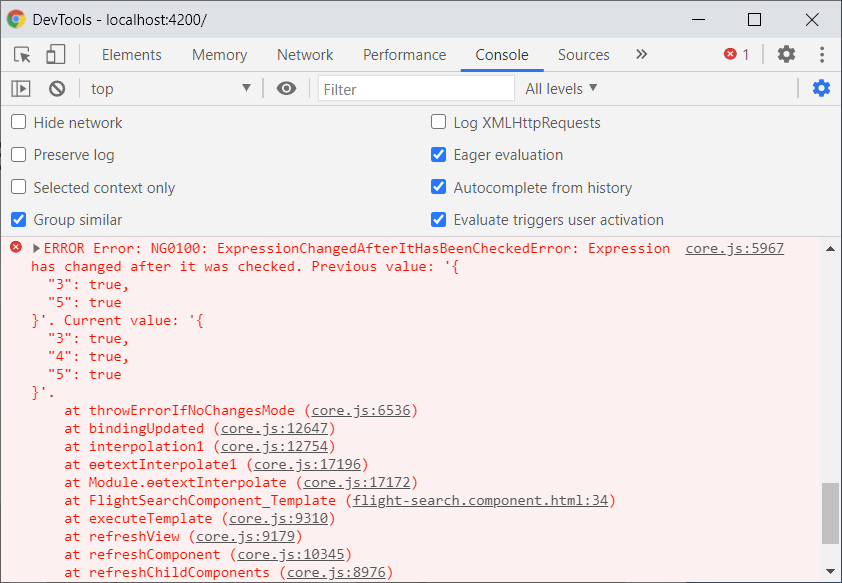 DevTools - localhost:4200/
Elements Memory Network Performance Console Sources » 1
top Filter All levels
Hide network Log XMLHttpRequests
Preserve log Eager evaluation
Selected context only Autocomplete from history
Group similar Evaluate triggers user activation
ERROR Error: NG0100: ExpressionChangedAfterItHasBeenCheckedError: Expression core.js:5967
has changed after it was checked. Previous value: '{
"3": true,
"5": true
}'. Current value: '{
"3": true,
"4": true,
"5": true
}'.
at throwErrorIfNoChangesMode (core.js:6536)
at bindingUpdated (core.js:12647)
at interpolation1 (core.js:12754)
at ɵɵtextInterpolate1 (core.js:17196)
at Module.ɵɵtextInterpolate (core.js:17172)
at FlightSearchComponent_Template (flight-search.component.html:34)
at executeTemplate (core.js:9310)
at refreshView (core.js:9179)
at refreshComponent (core.js:10345)
at refreshChildComponents (core.js:8976)